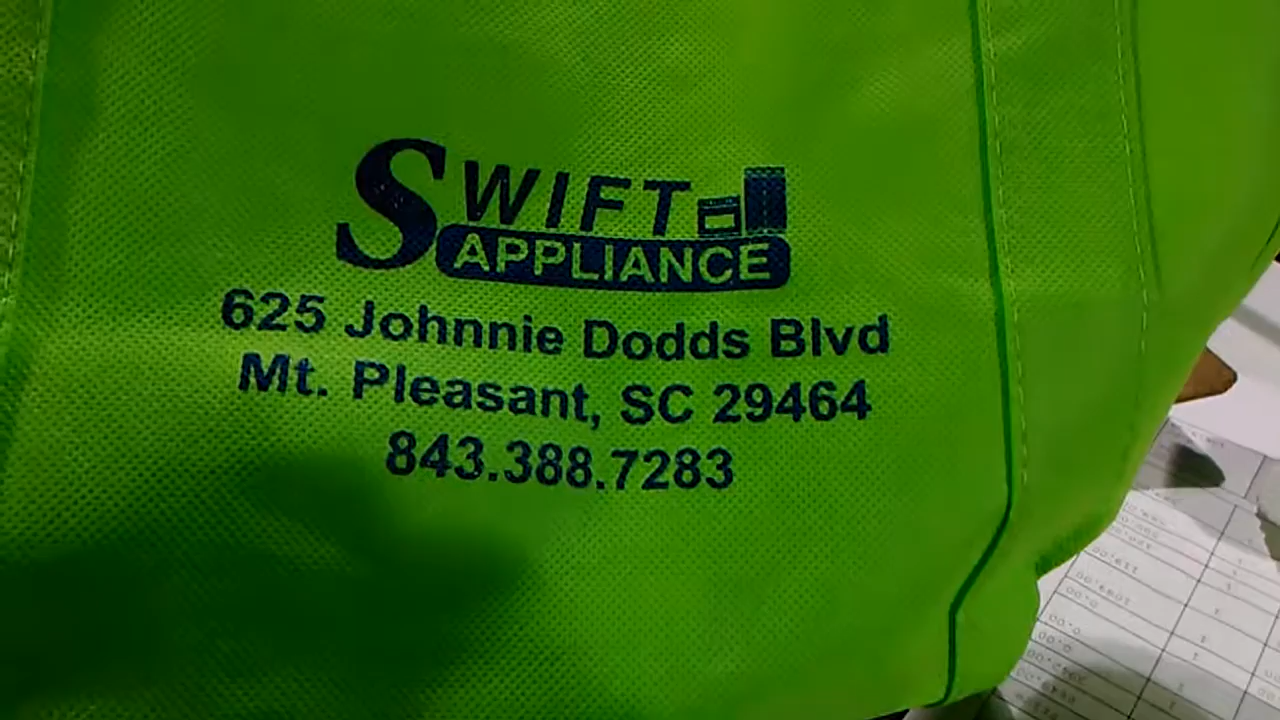 SWIFT
APPLIANCE
625 Johnnie Dodds Blvd
Mt. Pleasant, SC 29464
843.388.7283